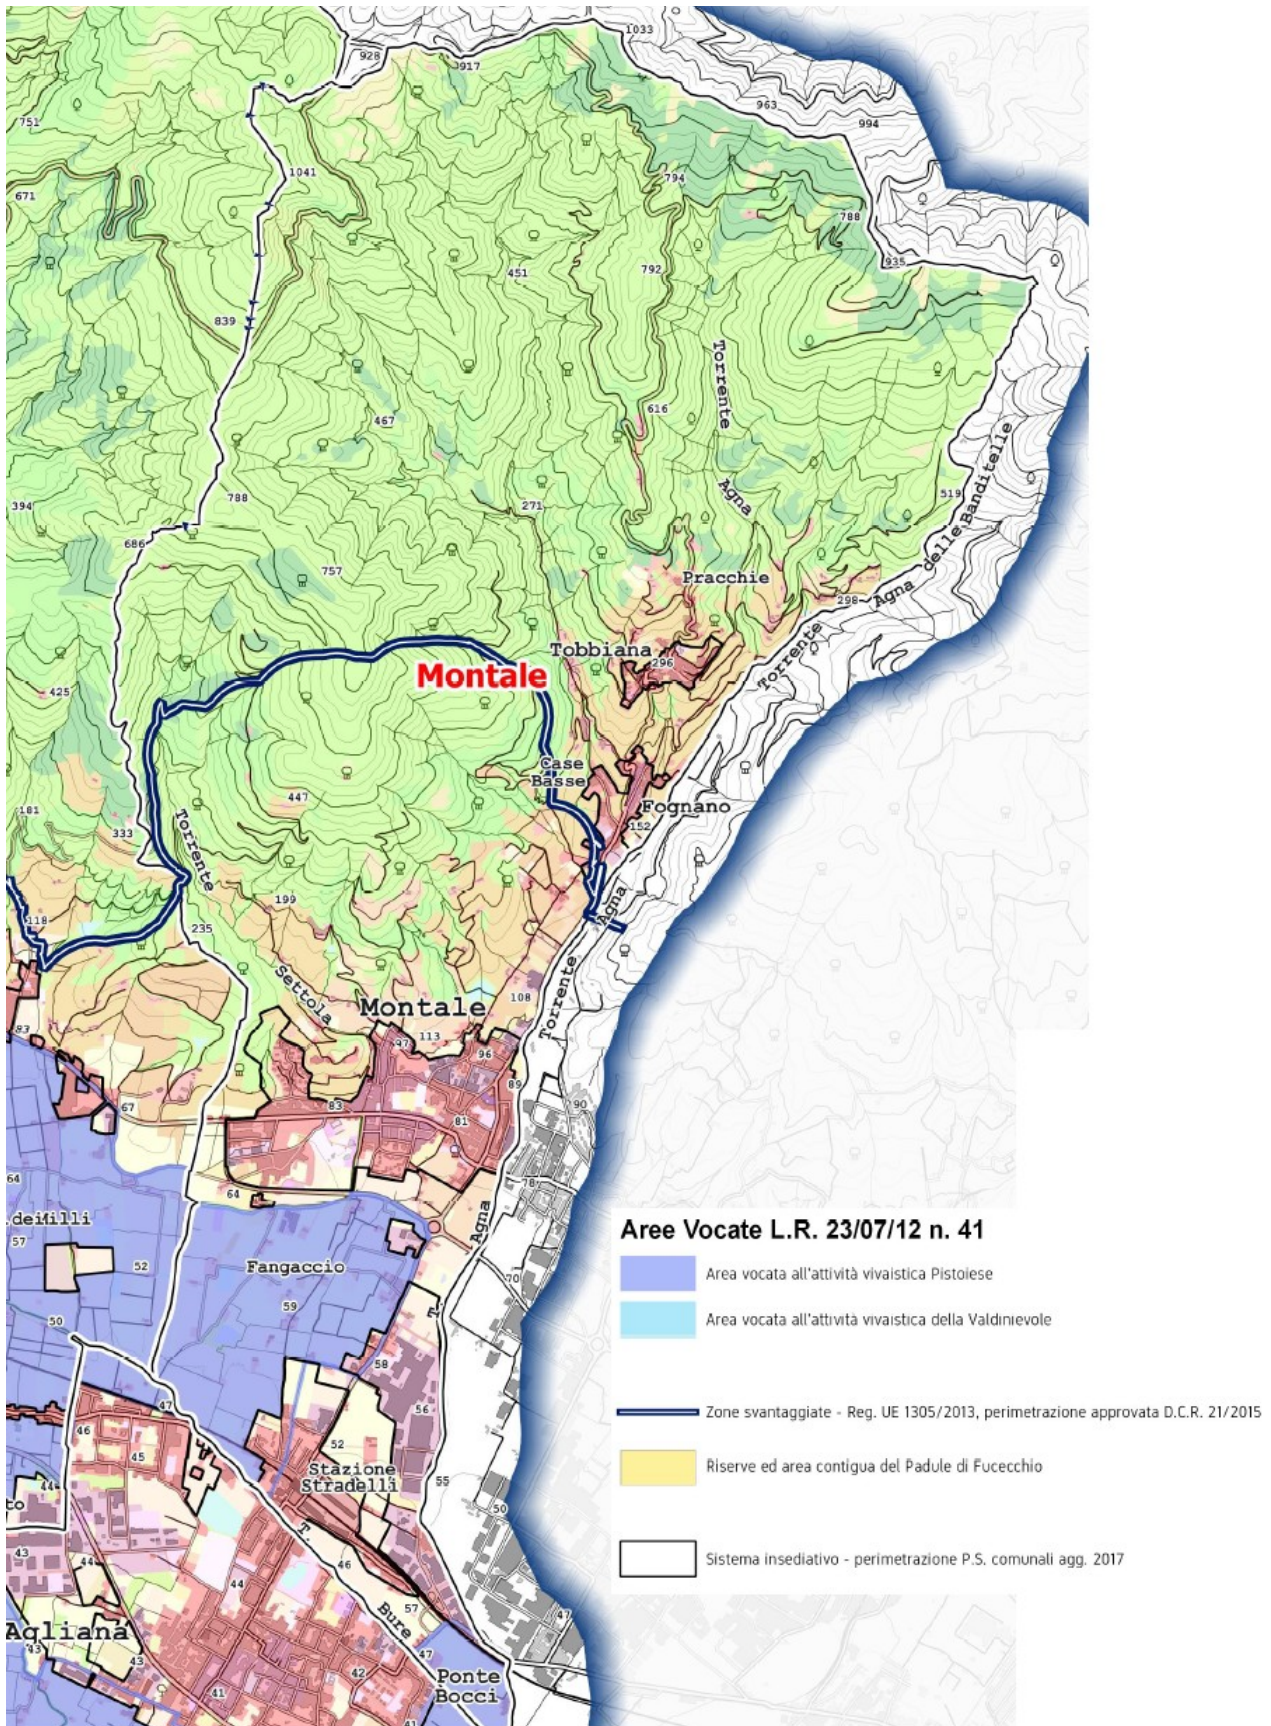 1033
928
917
963
994
751
1041
794
671
788
451
792
935
839
Torrente
616
467
Agna
519
788
271
394
686
757
Pracchie
298
Torrente Agna delle Banditelle
Tobbiana
296
Montale
425
Case
Basse
447
Fognano
181
152
333
Torrente
199
Agna
118
235
Settola
Torrente
108
Montale
83
113
97
96
89
67
83
90
81
64
64
78
Agna
deiMilli
57
52
Fangaccio
70
59
T.
50
58
47
56
46
45
52
Stazione
Stradelli
55
44
50
to
T.
43
44
46
44
57
Bure
47
Agliana
43
43
47
42
Ponte
Bocci
41
41
Aree Vocate L.R. 23/07/12 n. 41
Area vocata all'attività vivaistica Pistoiese
Area vocata all'attività vivaistica della Valdinievole
Zone svantaggiate - Reg. UE 1305/2013, perimetrazione approvata D.C.R. 21/2015
Riserve ed area contigua del Padule di Fucecchio
Sistema insediativo - perimetrazione P.S. comunali agg. 2017